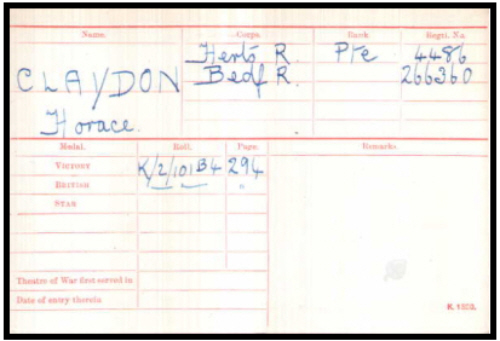 Name. Corps. Rank Regtl. No.
Herts R. Pte 4486
CLAYDON Bedf R. 266360
Horace.
Medal. Roll. Page. Remarks.
VICTORY K/2/101B4 294
BRITISH " "
STAR
Theatre of War first served in
Date of entry therein
K. 1380.